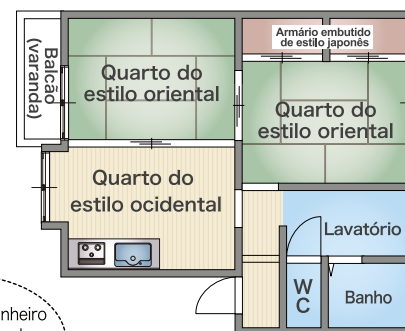 Armário embutido
de estilo japonês
Balcão
(varanda)
Quarto do
estilo oriental
Quarto do
estilo oriental
Quarto do
estilo ocidental
Lavatório
WC
Banho
nheiro